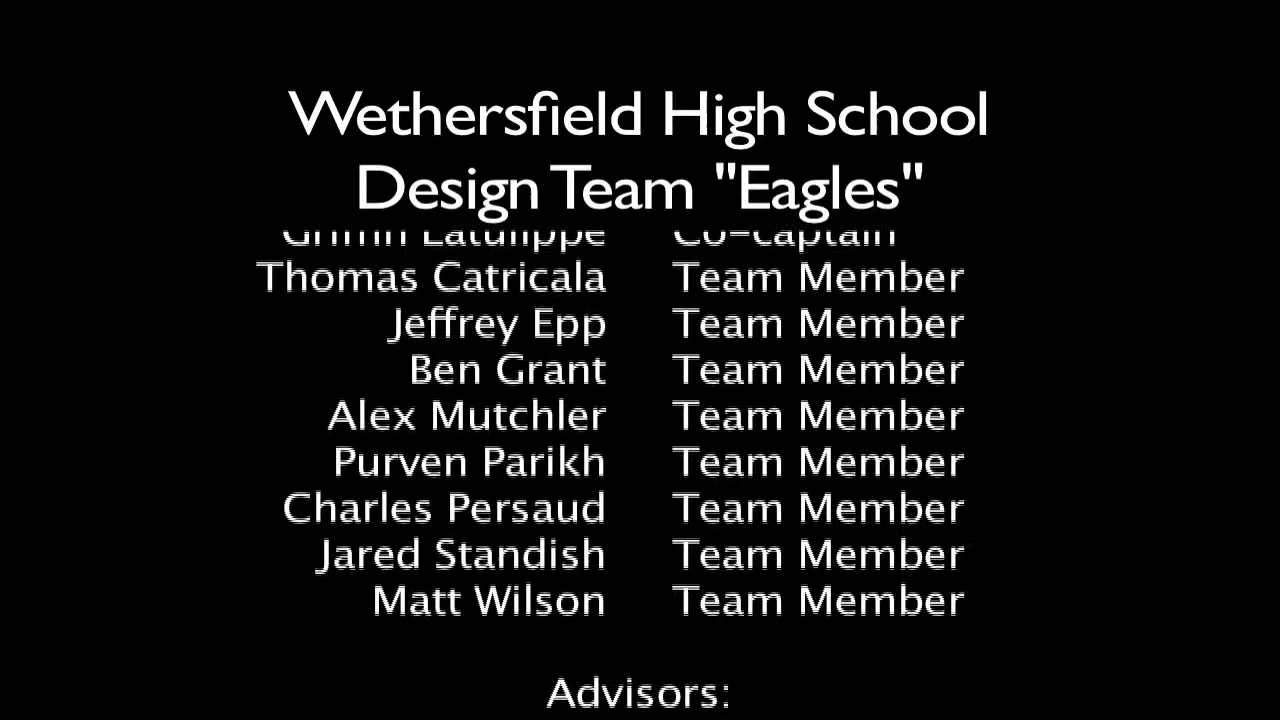 Wethersfield High School
Design Team "Eagles"
Co-captain
Thomas Catricala Team Member
Jeffrey Epp Team Member
Ben Grant Team Member
Alex Mutchler Team Member
Purven Parikh Team Member
Charles Persaud Team Member
Jared Standish Team Member
Matt Wilson Team Member
Advisors: